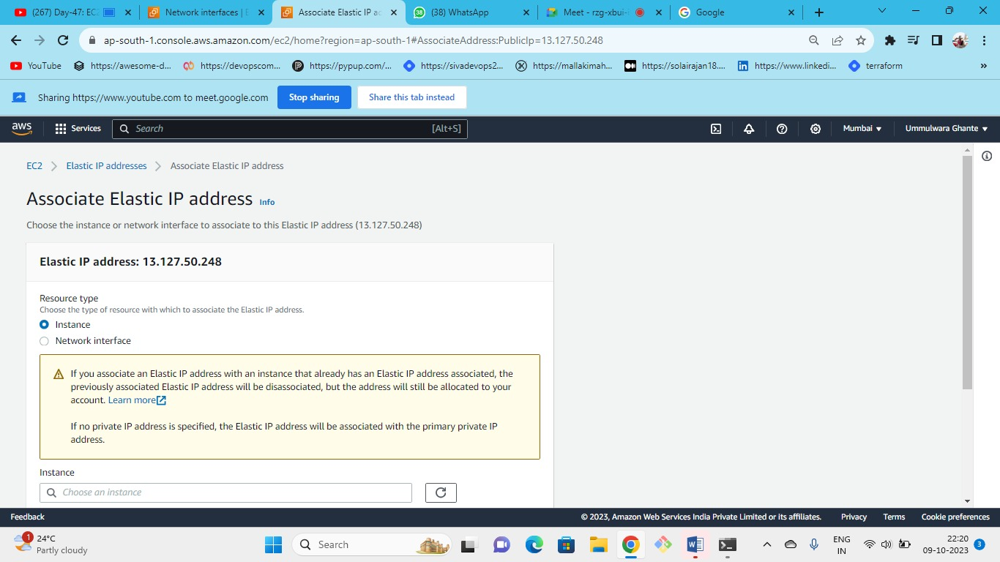 (267) Day-47: EC2
Network interfaces | E
Associate Elastic IP ad
38
(38) WhatsApp
Meet - rzg-xbui-
Google
ap-south-1.console.aws.amazon.com/ec2/home?region=ap-south-1#AssociateAddress:PublicIp=13.127.50.248
YouTube
https://awesome-d...
https://devopscom...
https://pypup.com/...
https://sivadevops2...
https://mallakimah...
https://solairajan18....
https://www.linkedi...
terraform
»
Sharing https://www.youtube.com to meet.google.com
Stop sharing
Share this tab instead
aws
Services
Search
[Alt+S]
Mumbai
Ummulwara Ghante
EC2
Elastic IP addresses
Associate Elastic IP address
Associate Elastic IP address Info
Choose the instance or network interface to associate to this Elastic IP address (13.127.50.248)
Elastic IP address: 13.127.50.248
Resource type
Choose the type of resource with which to associate the Elastic IP address.
Instance
Network interface
If you associate an Elastic IP address with an instance that already has an Elastic IP address associated, the
previously associated Elastic IP address will be disassociated, but the address will still be allocated to your
account. Learn more
If no private IP address is specified, the Elastic IP address will be associated with the primary private IP
address.
Instance
Choose an instance
Feedback
© 2023, Amazon Web Services India Private Limited or its affiliates.
Privacy
Terms
Cookie preferences
1
24°C
Partly cloudy
Search
ENG
IN
22:20
09-10-2023
3